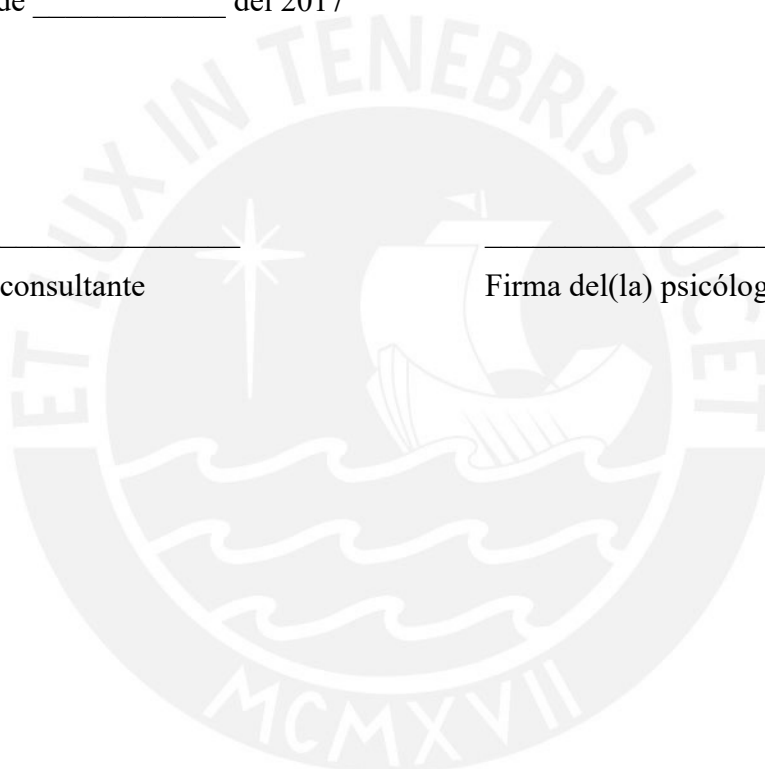 de ____________ del 2017
consultante
Firma del(la) psicólog
ET LUX IN TENEBRIS LUCET
MCMXVII